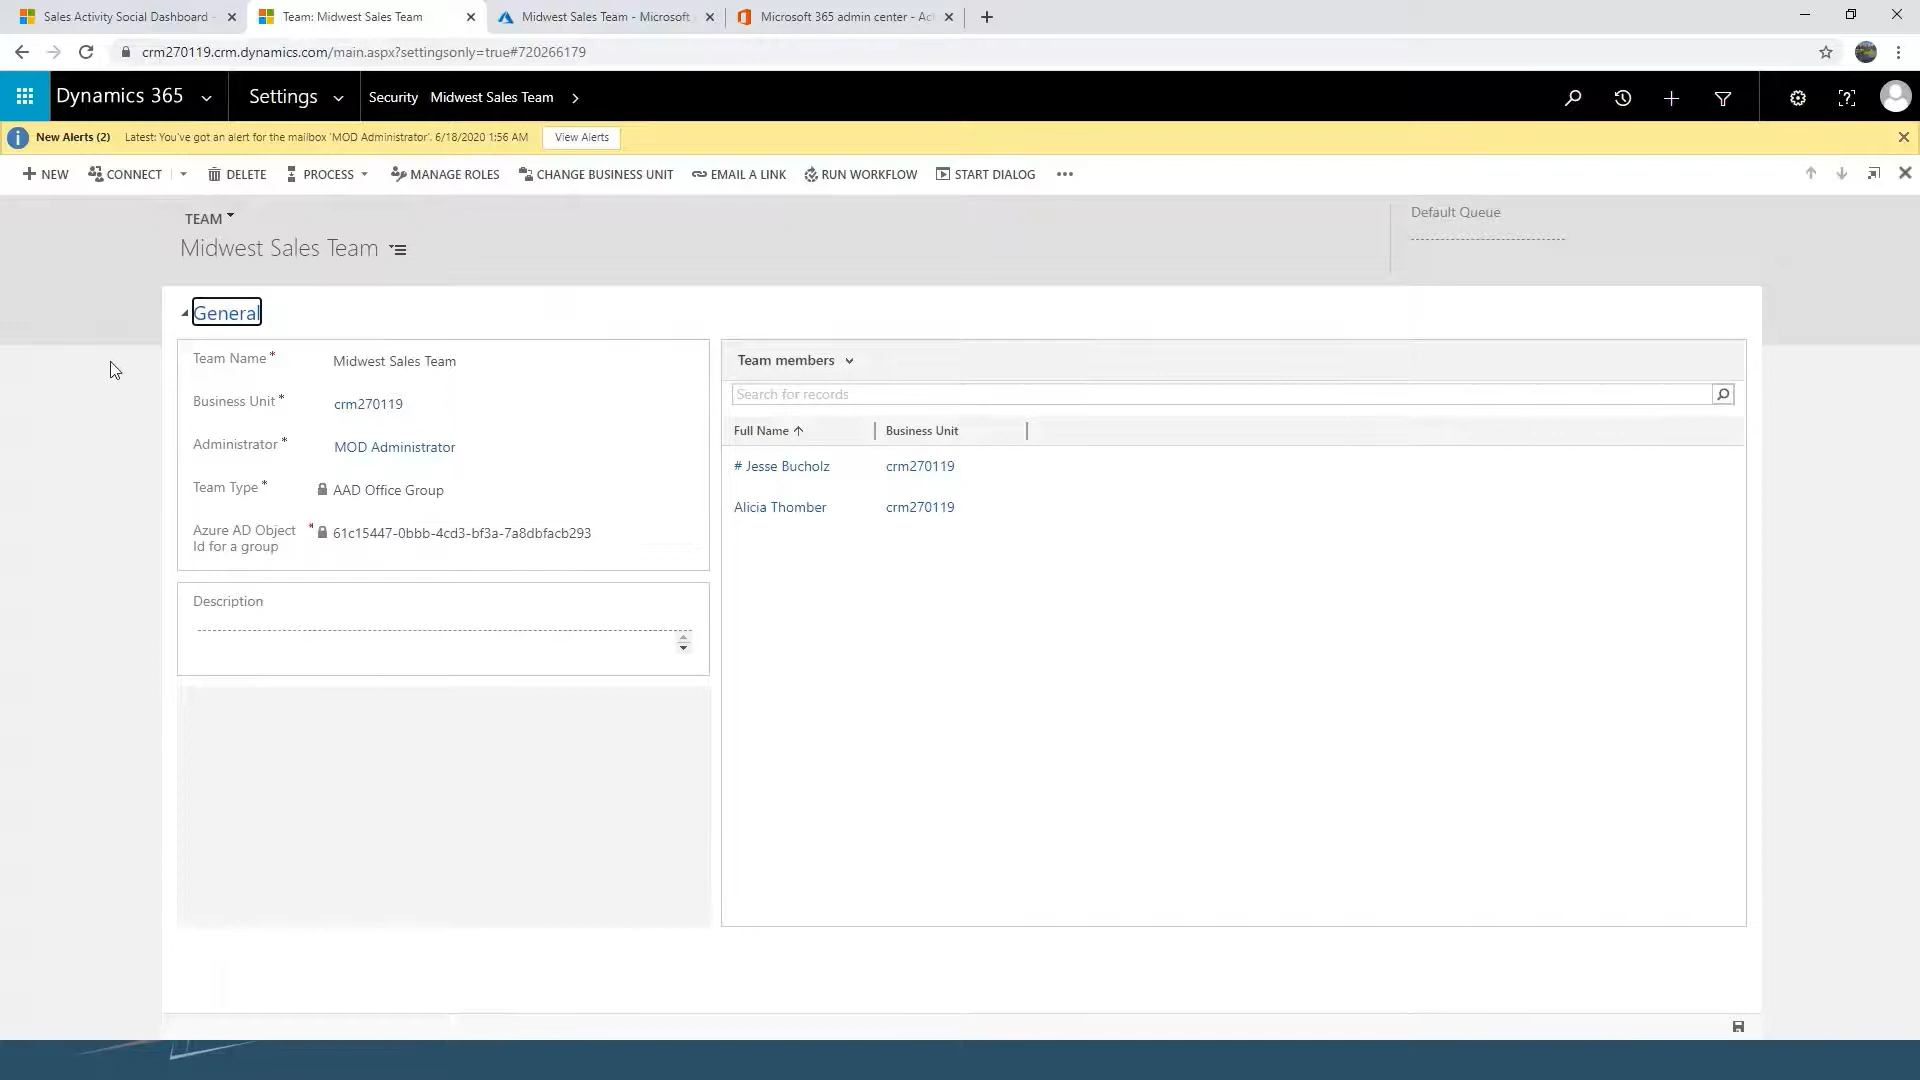 Sales Activity Social Dashboard -
Team: Midwest Sales Team
Midwest Sales Team - Microsoft
Microsoft 365 admin center - Ac
crm270119.crm.dynamics.com/main.aspx?settingsonly=true#720266179
Dynamics 365
Settings
Security
Midwest Sales Team
New Alerts (2)
Latest: You've got an alert for the mailbox 'MOD Administrator'. 6/18/2020 1:56 AM
View Alerts
NEW
CONNECT
DELETE
PROCESS
MANAGE ROLES
CHANGE BUSINESS UNIT
EMAIL A LINK
RUN WORKFLOW
START DIALOG
TEAM
Midwest Sales Team
Default Queue
General
Team Name *
Midwest Sales Team
Business Unit *
crm270119
Administrator *
MOD Administrator
Team Type *
AAD Office Group
Azure AD Object
Id for a group *
61c15447-0bbb-4cd3-bf3a-7a8dbfacb293
Description
Team members
Search for records
Full Name
Business Unit
# Jesse Bucholz
crm270119
Alicia Thomber
crm270119